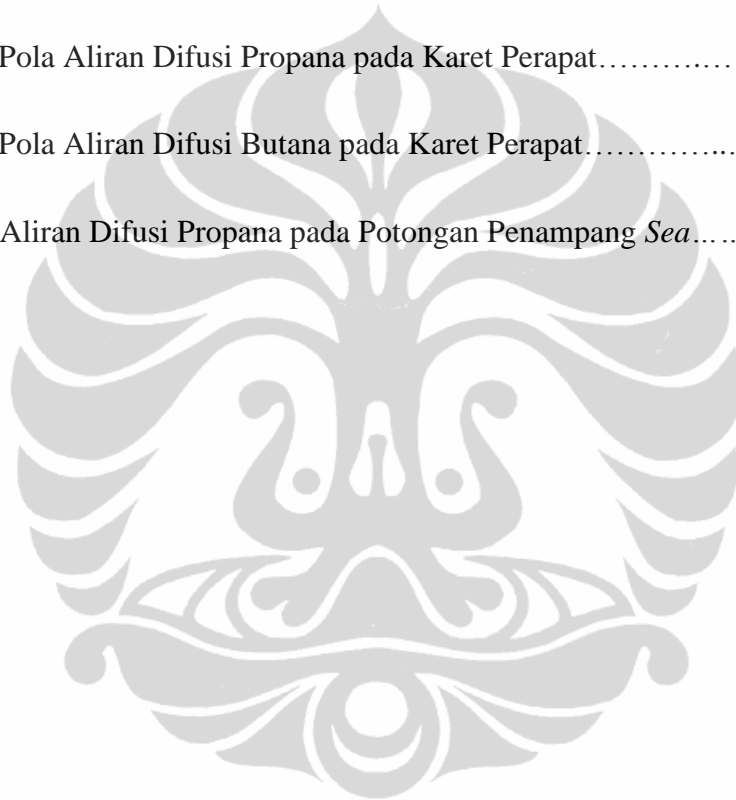 Pola Aliran Difusi Propana pada Karet Perapat……….…
Pola Aliran Difusi Butana pada Karet Perapat…………..…
Aliran Difusi Propana pada Potongan Penampang Sea…..